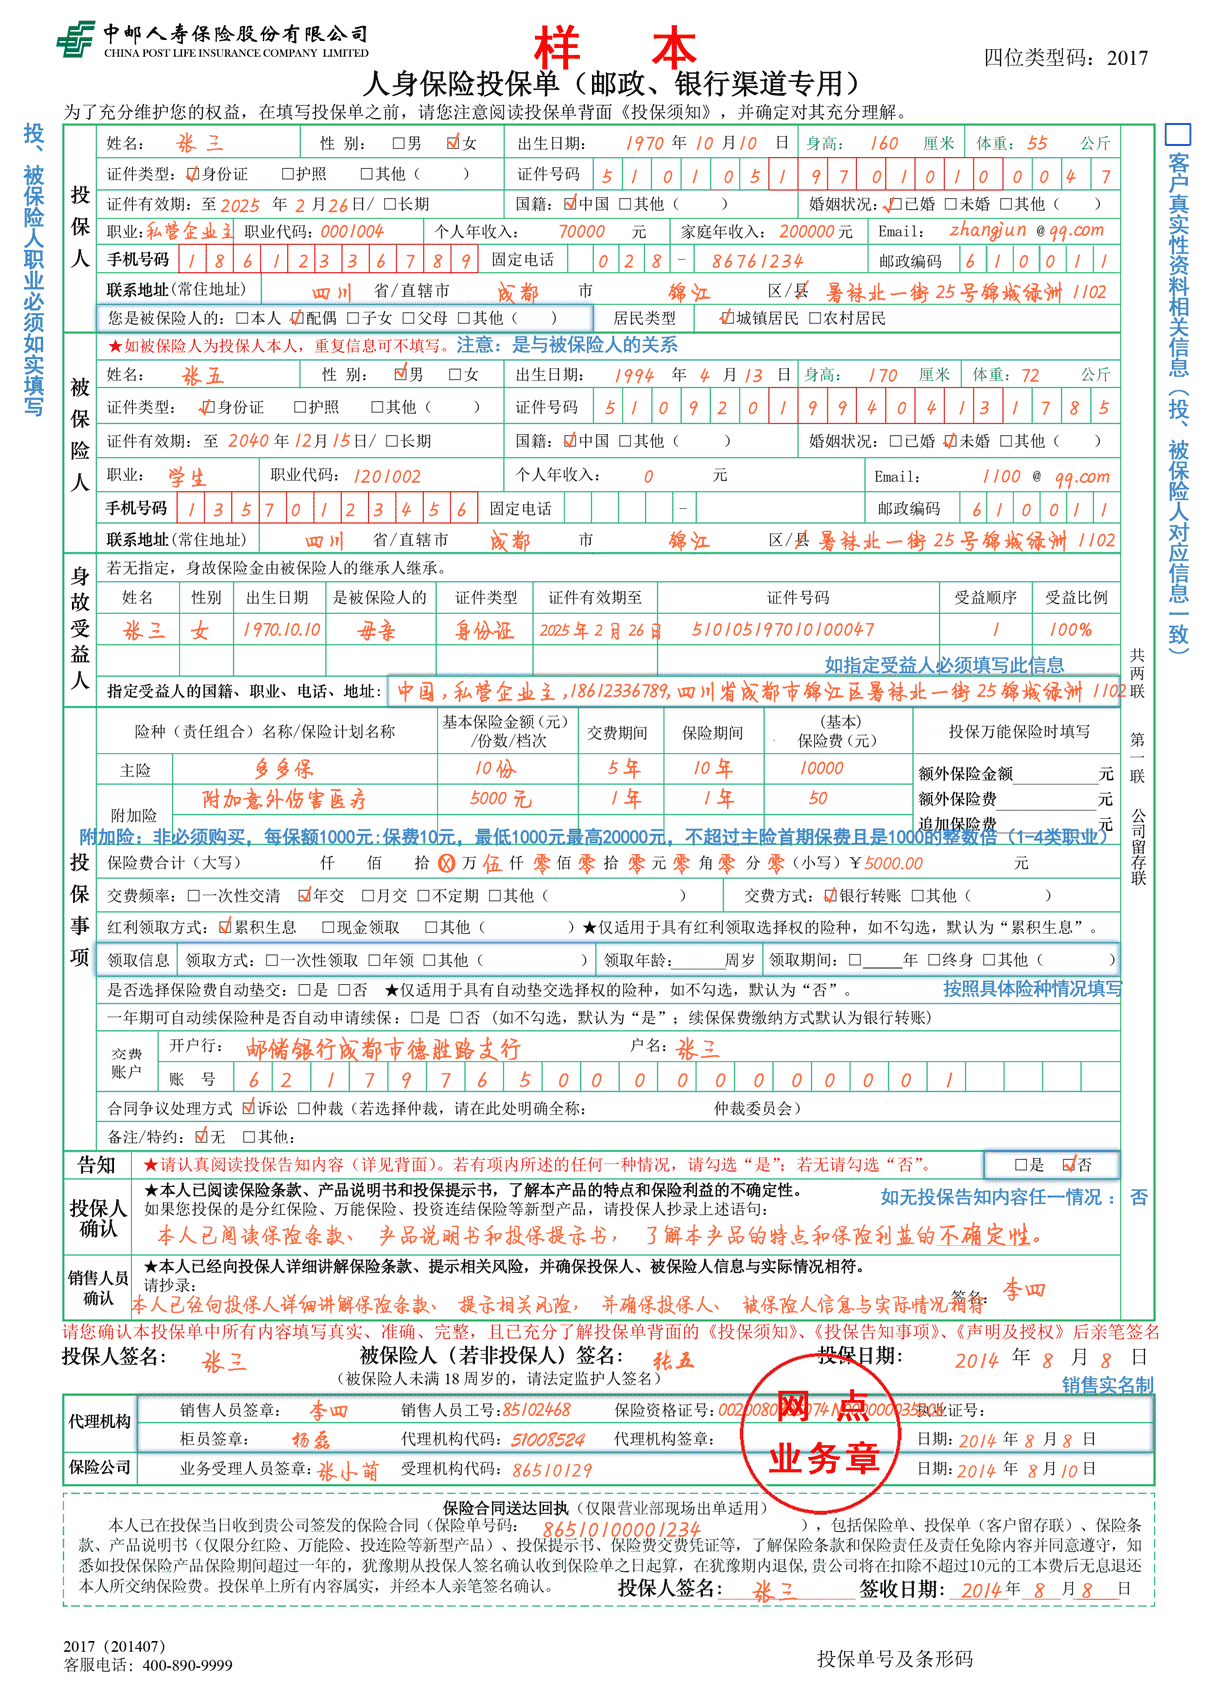 中邮人寿保险股份有限公司
CHINA POST LIFE INSURANCE COMPANY LIMITED
样 本
四位类型码：2017
人身保险投保单（邮政、银行渠道专用）
为了充分维护您的权益，在填写投保单之前，请您注意阅读投保单背面《投保须知》，并确定对其充分理解。
投、被保险人职业必须如实填写
客户真实性资料相关信息（投、被保险人对应信息一致）
投保人
姓名： 张三 性 别： □男 ☑女 出生日期： 1970 年 10 月 10 日 身高： 160 厘米 体重：55 公斤
证件类型：☑身份证 □护照 □其他（ ） 证件号码 510105197010100047
证件有效期：至 2025 年 2 月 26 日/ □长期 国籍：☑中国 □其他（ ） 婚姻状况：☑已婚 □未婚 □其他（ ）
职业：私营企业主 职业代码：0001004 个人年收入： 70000 元 家庭年收入：200000 元 Email： zhangjun @ qq.com
手机号码 18612336789 固定电话 028 - 86761234 邮政编码 610011
联系地址（常住地址） 四川 省/直辖市 成都 市 锦江 区/县 暑袜北一街25号锦城绿洲1102
您是被保险人的：□本人 ☑配偶 □子女 □父母 □其他（ ） 居民类型 ☑城镇居民 □农村居民
被保险人
★如被保险人为投保人本人，重复信息可不填写。注意：是与被保险人的关系
姓名： 张五 性 别： ☑男 □女 出生日期： 1994 年 4 月 13 日 身高： 170 厘米 体重：72 公斤
证件类型： ☑身份证 □护照 □其他（ ） 证件号码 510920199404131785
证件有效期：至 2040 年 12 月 15 日/ □长期 国籍：☑中国 □其他（ ） 婚姻状况：□已婚 ☑未婚 □其他（ ）
职业： 学生 职业代码：1201002 个人年收入： 0 元 Email： 1100 @ qq.com
手机号码 13570123456 固定电话 - 邮政编码 610011
联系地址（常住地址） 四川 省/直辖市 成都 市 锦江 区/县 暑袜北一街25号锦城绿洲1102
身故受益人
若无指定，身故保险金由被保险人的继承人继承。
姓名 性别 出生日期 是被保险人的 证件类型 证件有效期至 证件号码 受益顺序 受益比例
张三 女 1970.10.10 母亲 身份证 2025年2月26日 510105197010100047 1 100%
如指定受益人必须填写此信息
指定受益人的国籍、职业、电话、地址：中国，私营企业主，18612336789，四川省成都市锦江区暑袜北一街25锦城绿洲1102
共两联 第一联 公司留存联
投保事项
险种（责任组合）名称/保险计划名称 基本保险金额（元）/份数/档次 交费期间 保险期间 （基本）保险费（元） 投保万能保险时填写
主险 多多保 10份 5年 10年 10000 额外保险金额 元
附加险 附加意外伤害医疗 5000元 1年 1年 50 额外保险费 元
追加保险费 元
附加险：非必须购买，每保额1000元：保费10元，最低1000元最高20000元，不超过主险首期保费且是1000的整数倍（1-4类职业）
保险费合计（大写） 仟 佰 拾 ⊗ 万 伍 仟 零 佰 零 拾 零 元 零 角 零 分 零（小写）¥5000.00 元
交费频率：□一次性交清 ☑年交 □月交 □不定期 □其他（ ） 交费方式：☑银行转账 □其他（ ）
红利领取方式：☑累积生息 □现金领取 □其他（ ）★仅适用于具有红利领取选择权的险种，如不勾选，默认为“累积生息”。
领取信息 领取方式：□一次性领取 □年领 □其他（ ） 领取年龄： 周岁 领取期间：□ 年 □终身 □其他（ ）
是否选择保险费自动垫交：□是 □否 ★仅适用于具有自动垫交选择权的险种，如不勾选，默认为“否”。 按照具体险种情况填写
一年期可自动续保险种是否自动申请续保：□是 □否（如不勾选，默认为“是”；续保保费缴纳方式默认为银行转账）
交费账户 开户行： 邮储银行成都市德胜路支行 户名：张三
账 号 6217976500000000001
合同争议处理方式 ☑诉讼 □仲裁（若选择仲裁，请在此处明确全称： 仲裁委员会）
备注/特约：☑无 □其他：
告知 ★请认真阅读投保告知内容（详见背面）。若有项内所述的任何一种情况，请勾选“是”；若无请勾选“否”。 □是 ☑否
投保人确认 ★本人已阅读保险条款、产品说明书和投保提示书，了解本产品的特点和保险利益的不确定性。
如无投保告知内容任一情况： 否
如果您投保的是分红保险、万能保险、投资连结保险等新型产品，请投保人抄录上述语句：
本人已阅读保险条款、产品说明书和投保提示书，了解本产品的特点和保险利益的不确定性。
销售人员确认 ★本人已经向投保人详细讲解保险条款、提示相关风险，并确保投保人、被保险人信息与实际情况相符。
请抄录： 签名： 李四
本人已经向投保人详细讲解保险条款、提示相关风险，并确保投保人、被保险人信息与实际情况相符
请您确认本投保单中所有内容填写真实、准确、完整，且已充分了解投保单背面的《投保须知》、《投保告知事项》、《声明及授权》后亲笔签名
投保人签名： 张三 被保险人（若非投保人）签名： 张五 投保日期： 2014 年 8 月 8 日
（被保险人未满 18 周岁的，请法定监护人签名）
销售实名制
代理机构 销售人员签章： 李四 销售人员工号：85102468 保险资格证号： 执业证号：
网点
业务章
柜员签章： 杨磊 代理机构代码：51008524 代理机构签章： 日期：2014 年 8 月 8 日
保险公司 业务受理人员签章：张小萌 受理机构代码：86510129 日期：2014 年 8 月 10 日
保险合同送达回执（仅限营业部现场出单适用）
本人已在投保当日收到贵公司签发的保险合同（保险单号码： 86510100001234 ），包括保险单、投保单（客户留存联）、保险条
款、产品说明书（仅限分红险、万能险、投连险等新型产品）、投保提示书、保险费交费凭证等，了解保险条款和保险责任及责任免除内容并同意遵守，知
悉如投保保险产品保险期间超过一年的，犹豫期从投保人签名确认收到保险单之日起算，在犹豫期内退保，贵公司将在扣除不超过10元的工本费后无息退还
本人所交纳保险费。投保单上所有内容属实，并经本人亲笔签名确认。 投保人签名： 张三 签收日期： 2014 年 8 月 8 日
2017（201407）
客服电话：400-890-9999
投保单号及条形码